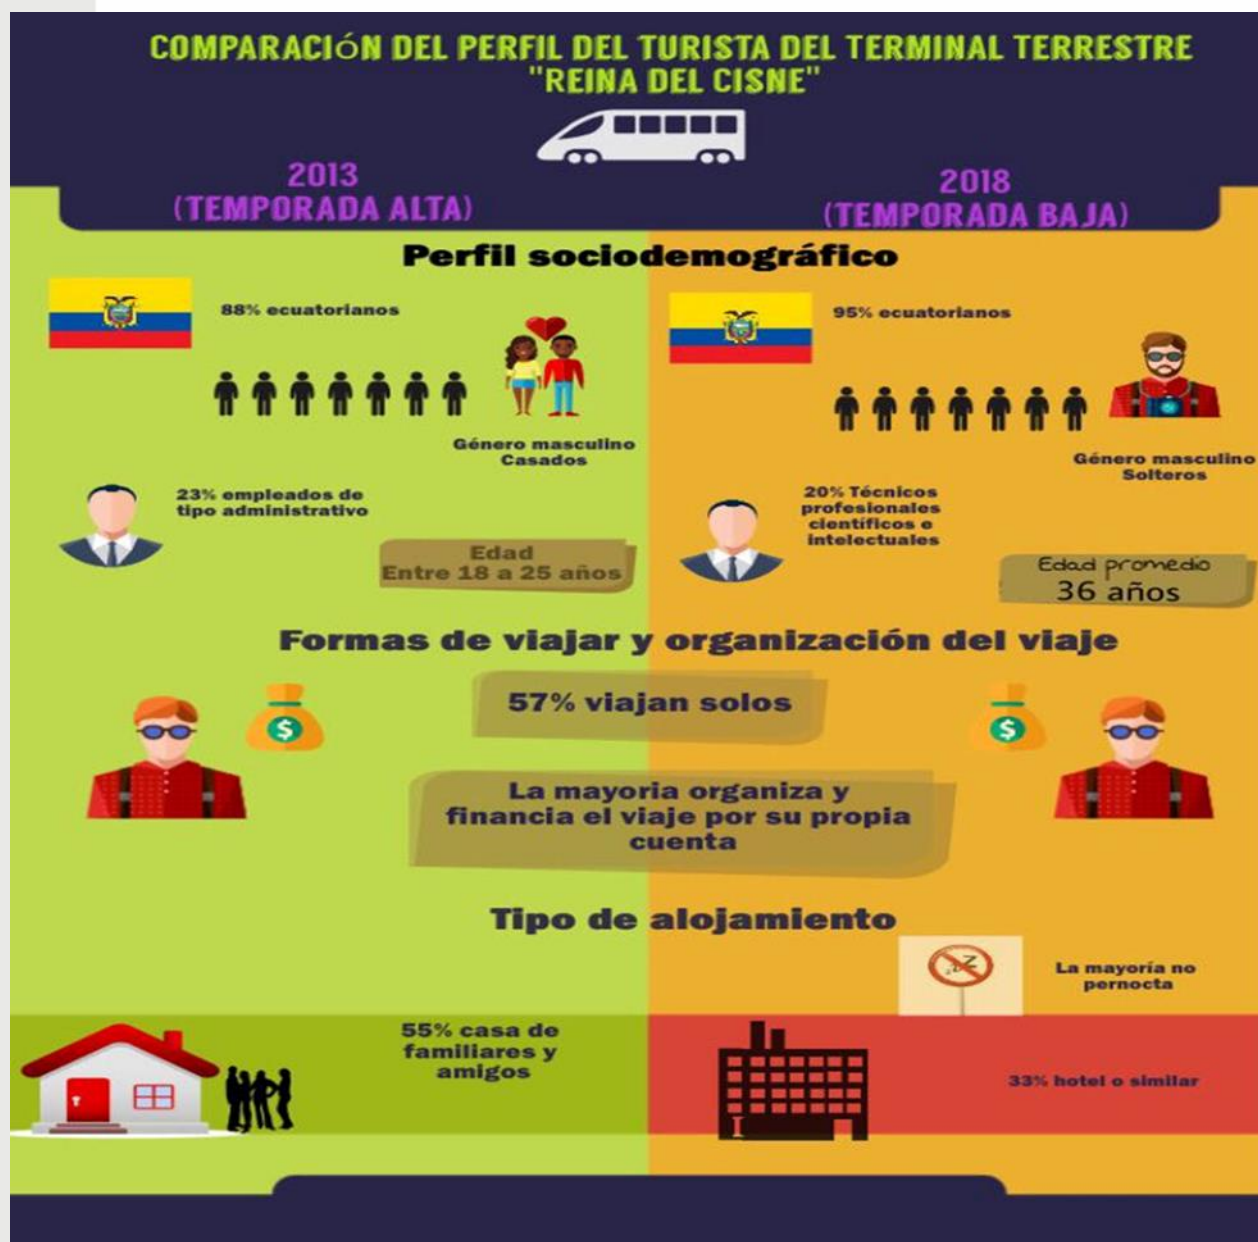 COMPARACIóN DEL PERFIL DEL TURISTA DEL TERMINAL TERRESTRE
"REINA DEL CISNE"
2013
(TEMPORADA ALTA)
2018
(TEMPORADA BAJA)
Perfil sociodemográfico
88% ecuatorianos
Género masculino
Casados
23% empleados de
tipo administrativo
Edad
Entre 18 a 25 años
95% ecuatorianos
Género masculino
Solteros
20% Técnicos
profesionales
científicos e
intelectuales
Edad promedio
36 años
Formas de viajar y organización del viaje
$
57% viajan solos
$
La mayoria organiza y
financia el viaje por su propia
cuenta
Tipo de alojamiento
La mayoría no
pernocta
55% casa de
familiares y
amigos
33% hotel o similar